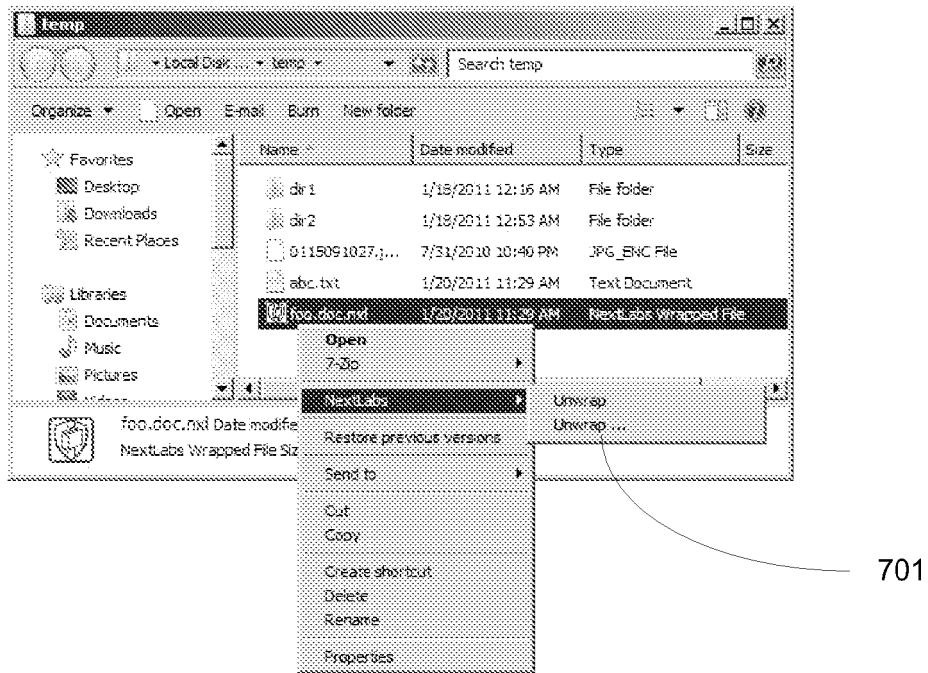 temp
Local Disk ... temp Search temp
Organize Open E-mail Burn New folder
Name Date modified Type Size
Favorites
Desktop
Downloads
Recent Places
Libraries
Documents
Music
Pictures
dir1 1/18/2011 12:16 AM File folder
dir2 1/18/2011 12:53 AM File folder
0115091027.j... 7/31/2010 10:40 PM JPG_ENC File
abc.txt 1/20/2011 11:29 AM Text Document
foo.doc.nxl 1/20/2011 NextLabs Wrapped File
Open
7-Zip
NextLabs
Restore previous versions
Send to
Cut
Copy
Create shortcut
Delete
Rename
Properties
Unwrap
Unwrap ...
foo.doc.nxl Date modifie
NextLabs Wrapped File Siz
701